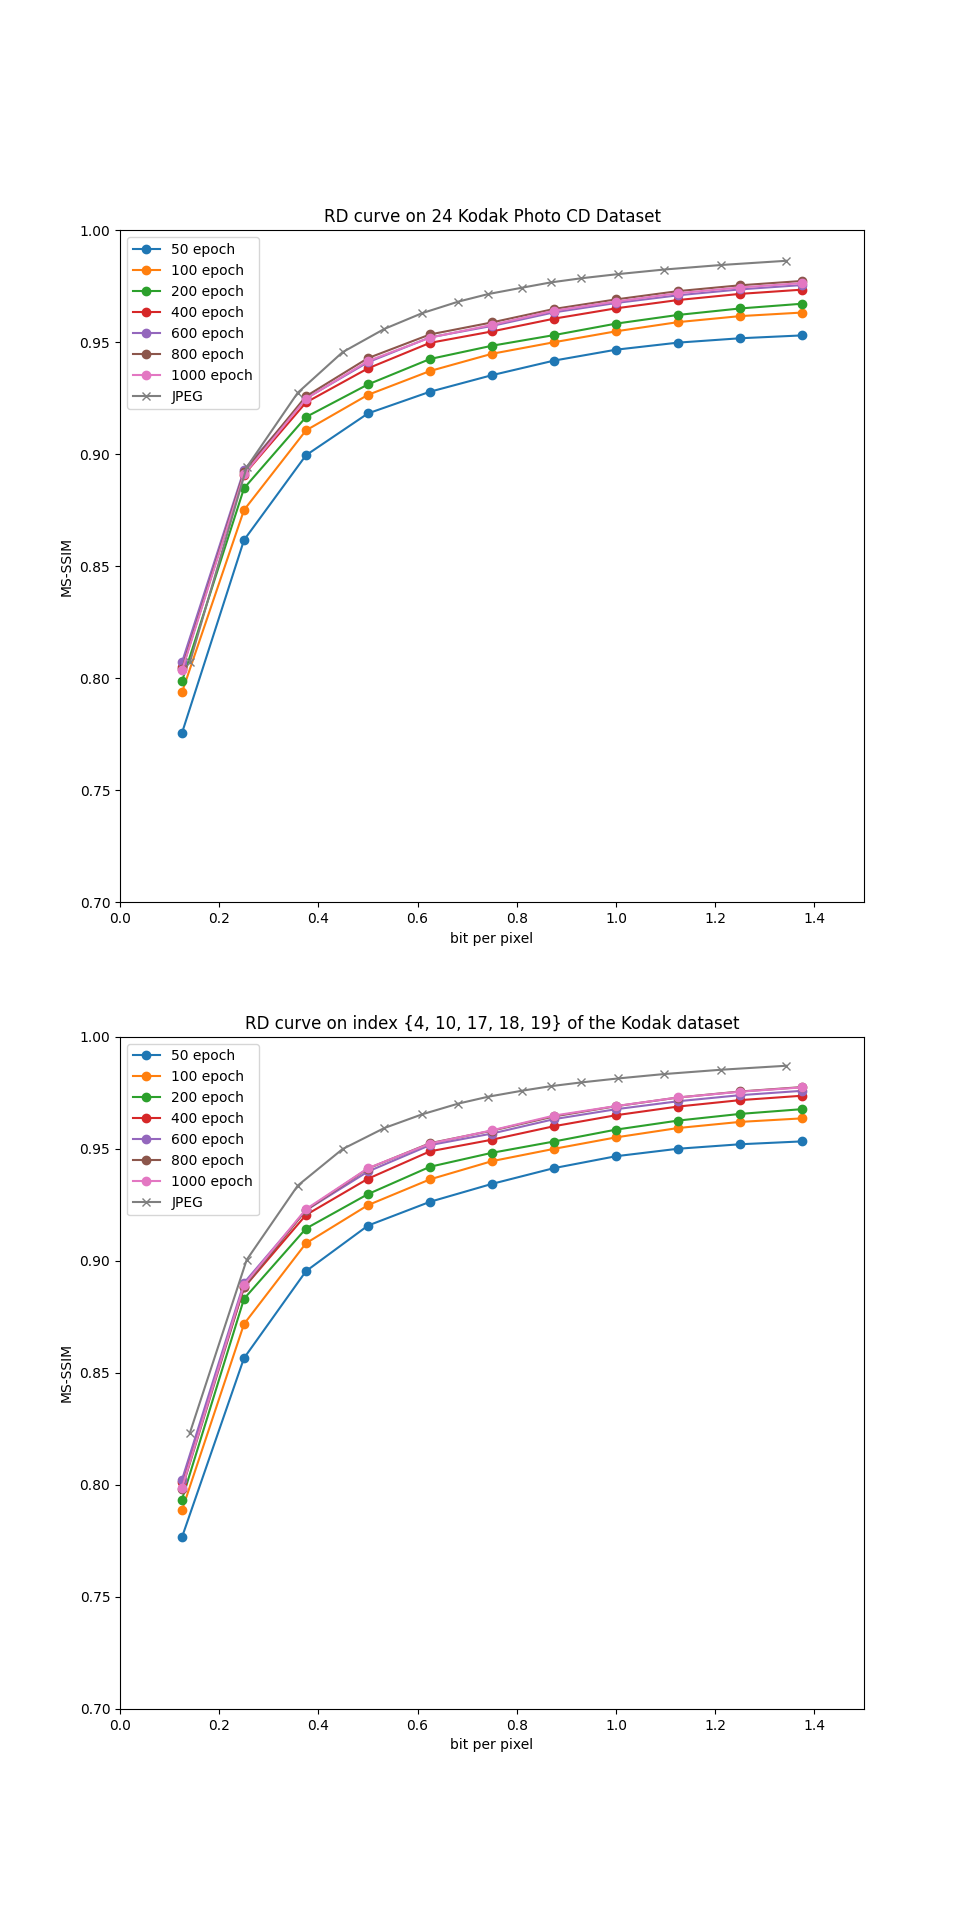 RD curve on 24 Kodak Photo CD Dataset
1.00
0.95
0.90
0.85
0.80
0.75
0.70
MS-SSIM
50 epoch
100 epoch
200 epoch
400 epoch
600 epoch
800 epoch
1000 epoch
JPEG
0.0 0.2 0.4 0.6 0.8 1.0 1.2 1.4
bit per pixel
RD curve on index {4, 10, 17, 18, 19} of the Kodak dataset
1.00
0.95
0.90
0.85
0.80
0.75
0.70
MS-SSIM
50 epoch
100 epoch
200 epoch
400 epoch
600 epoch
800 epoch
1000 epoch
JPEG
0.0 0.2 0.4 0.6 0.8 1.0 1.2 1.4
bit per pixel